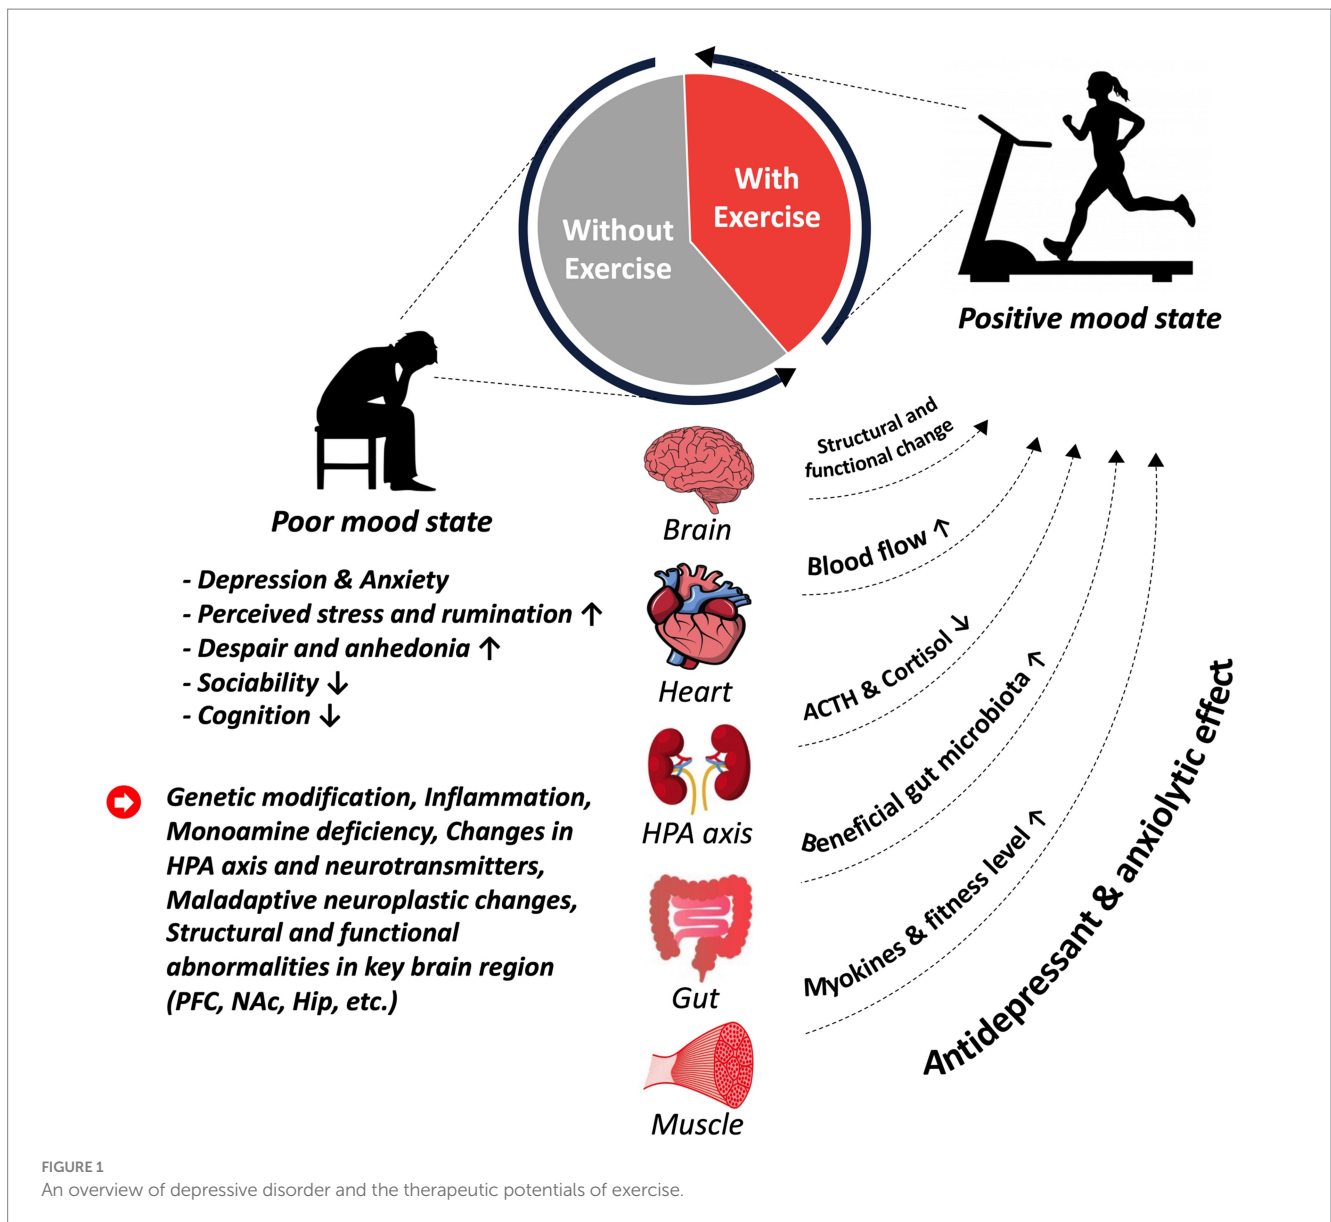 Without
Exercise
With
Exercise
Positive mood state
Poor mood state
- Depression & Anxiety
- Perceived stress and rumination ↑
- Despair and anhedonia ↑
- Sociability ↓
- Cognition ↓
Genetic modification, Inflammation,
Monoamine deficiency, Changes in
HPA axis and neurotransmitters,
Maladaptive neuroplastic changes,
Structural and functional
abnormalities in key brain region
(PFC, NAc, Hip, etc.)
Brain
Heart
HPA axis
Gut
Muscle
Structural and
functional change
Blood flow ↑
ACTH & Cortisol ↓
Beneficial gut microbiota ↑
Myokines & fitness level ↑
Antidepressant & anxiolytic effect
FIGURE 1
An overview of depressive disorder and the therapeutic potentials of exercise.